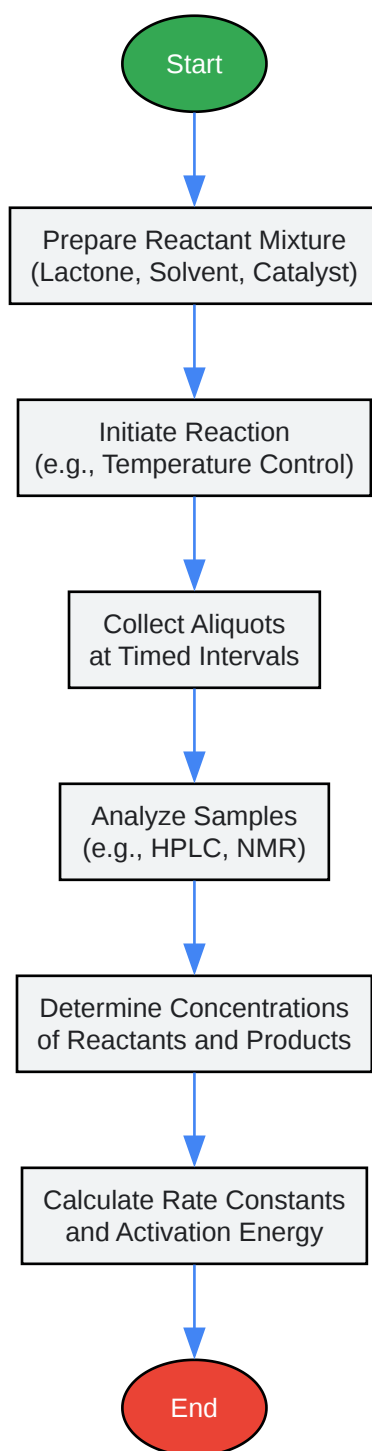 Start
Prepare Reactant Mixture
(Lactone, Solvent, Catalyst)
Initiate Reaction
(e.g., Temperature Control)
Collect Aliquots
at Timed Intervals
Analyze Samples
(e.g., HPLC, NMR)
Determine Concentrations
of Reactants and Products
Calculate Rate Constants
and Activation Energy
End